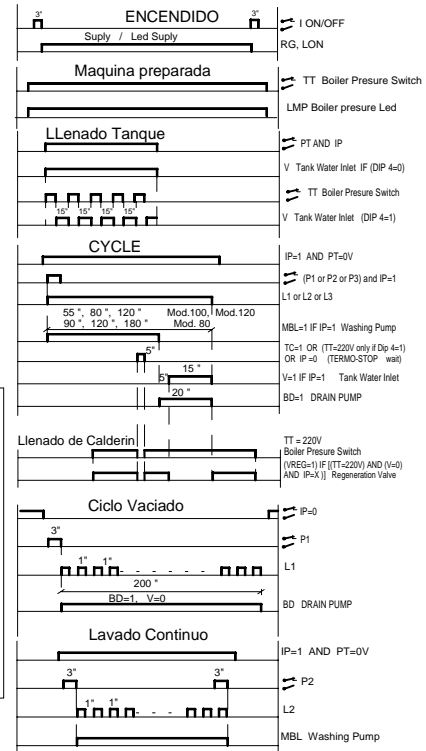 ENCENDIDO
3" 3" I ON/OFF
Suply / Led Suply
RG, LON
Maquina preparada
TT Boiler Presure Switch
LMP Boiler presure Led
LLenado Tanque
PT AND IP
V Tank Water Inlet IF (DIP 4=0)
TT Boiler Presure Switch
15" 15" 15" 15" V Tank Water Inlet (DIP 4=1)
CYCLE
IP=1 AND PT=0V
(P1 or P2 or P3) and IP=1
L1 or L2 or L3
55 ", 80 ", 120 " Mod.100, Mod.120
90 ", 120 ", 180 " Mod. 80
MBL=1 IF IP=1 Washing Pump
5" TC=1 OR (TT=220V only if Dip 4=1)
OR IP =0 (TERMO-STOP wait)
15 "
5" V=1 IF IP=1 Tank Water Inlet
20 "
BD=1 DRAIN PUMP
Llenado de Calderin
TT = 220V
Boiler Presure Switch
(VREG=1) IF [(TT=220V) AND (V=0)
AND IP=X )] Regeneration Valve
Ciclo Vaciado
IP=0
3" P1
1" 1" L1
200 "
BD=1, V=0
BD DRAIN PUMP
Lavado Continuo
IP=1 AND PT=0V
3" 3" P2
1" 1" L2
MBL Washing Pump